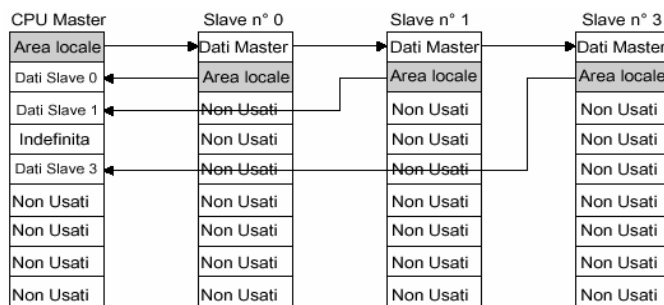 CPU Master Slave n° 0 Slave n° 1 Slave n° 3
Area locale Dati Master Dati Master Dati Master
Dati Slave 0 Area locale Area locale Area locale
Dati Slave 1 Non Usati Non Usati Non Usati
Indefinita Non Usati Non Usati Non Usati
Dati Slave 3 Non Usati Non Usati Non Usati
Non Usati Non Usati Non Usati Non Usati
Non Usati Non Usati Non Usati Non Usati
Non Usati Non Usati Non Usati Non Usati
Non Usati Non Usati Non Usati Non Usati